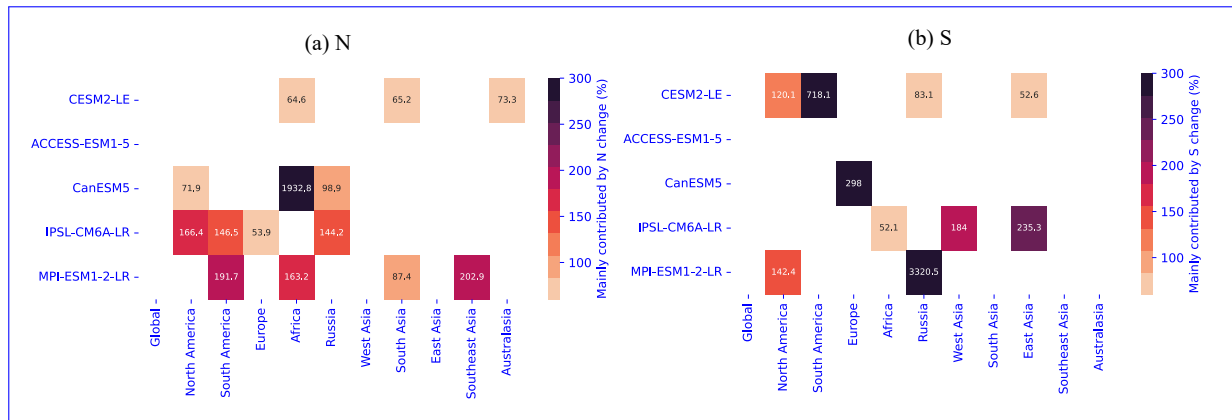 (a) N
(b) S
CESM2-LE
ACCESS-ESM1-5
CanESM5
IPSL-CM6A-LR
MPI-ESM1-2-LR
64.6
65.2
73.3
71,9
1932,8
98,9
166,4
146,5
53,9
144,2
191.7
163.2
87,4
202,9
Global
North America
South America
Europe
Africa
Russia
West Asia
South Asia
East Asia
Southeast Asia
Australasia
300
250
200
150
100
Mainly contributed by N change (%)
CESM2-LE
ACCESS-ESM1-5
CanESM5
IPSL-CM6A-LR
MPI-ESM1-2-LR
120.1
718.1
83.1
52.6
298
52.1
184
235.3
142.4
3320.5
Global
North America
South America
Europe
Africa
Russia
West Asia
South Asia
East Asia
Southeast Asia
Australasia
300
250
200
150
100
Mainly contributed by S change (%)